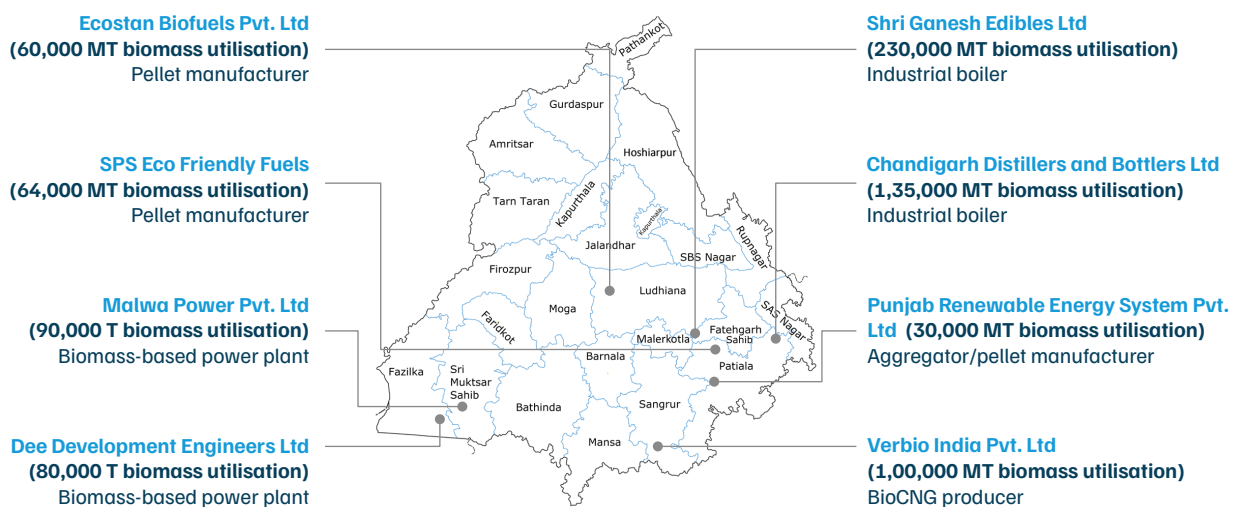 Ecostan Biofuels Pvt. Ltd
(60,000 MT biomass utilisation)
Pellet manufacturer
SPS Eco Friendly Fuels
(64,000 MT biomass utilisation)
Pellet manufacturer
Malwa Power Pvt. Ltd
(90,000 T biomass utilisation)
Biomass-based power plant
Dee Development Engineers Ltd
(80,000 T biomass utilisation)
Biomass-based power plant
Pathankot
Gurdaspur
Amritsar
Hoshiarpur
Tarn Taran
Kapurthala
Kapurthala
Jalandhar
Rupnagar
SBS Nagar
Firozpur
Ludhiana
Moga
SAS Nagar
Faridkot
Fatehgarh
Sahib
Malerkotla
Barnala
Patiala
Fazilka
Sri
Muktsar
Sahib
Bathinda
Sangrur
Mansa
Shri Ganesh Edibles Ltd
(230,000 MT biomass utilisation)
Industrial boiler
Chandigarh Distillers and Bottlers Ltd
(1,35,000 MT biomass utilisation)
Industrial boiler
Punjab Renewable Energy System Pvt.
Ltd (30,000 MT biomass utilisation)
Aggregator/pellet manufacturer
Verbio India Pvt. Ltd
(1,00,000 MT biomass utilisation)
BioCNG producer